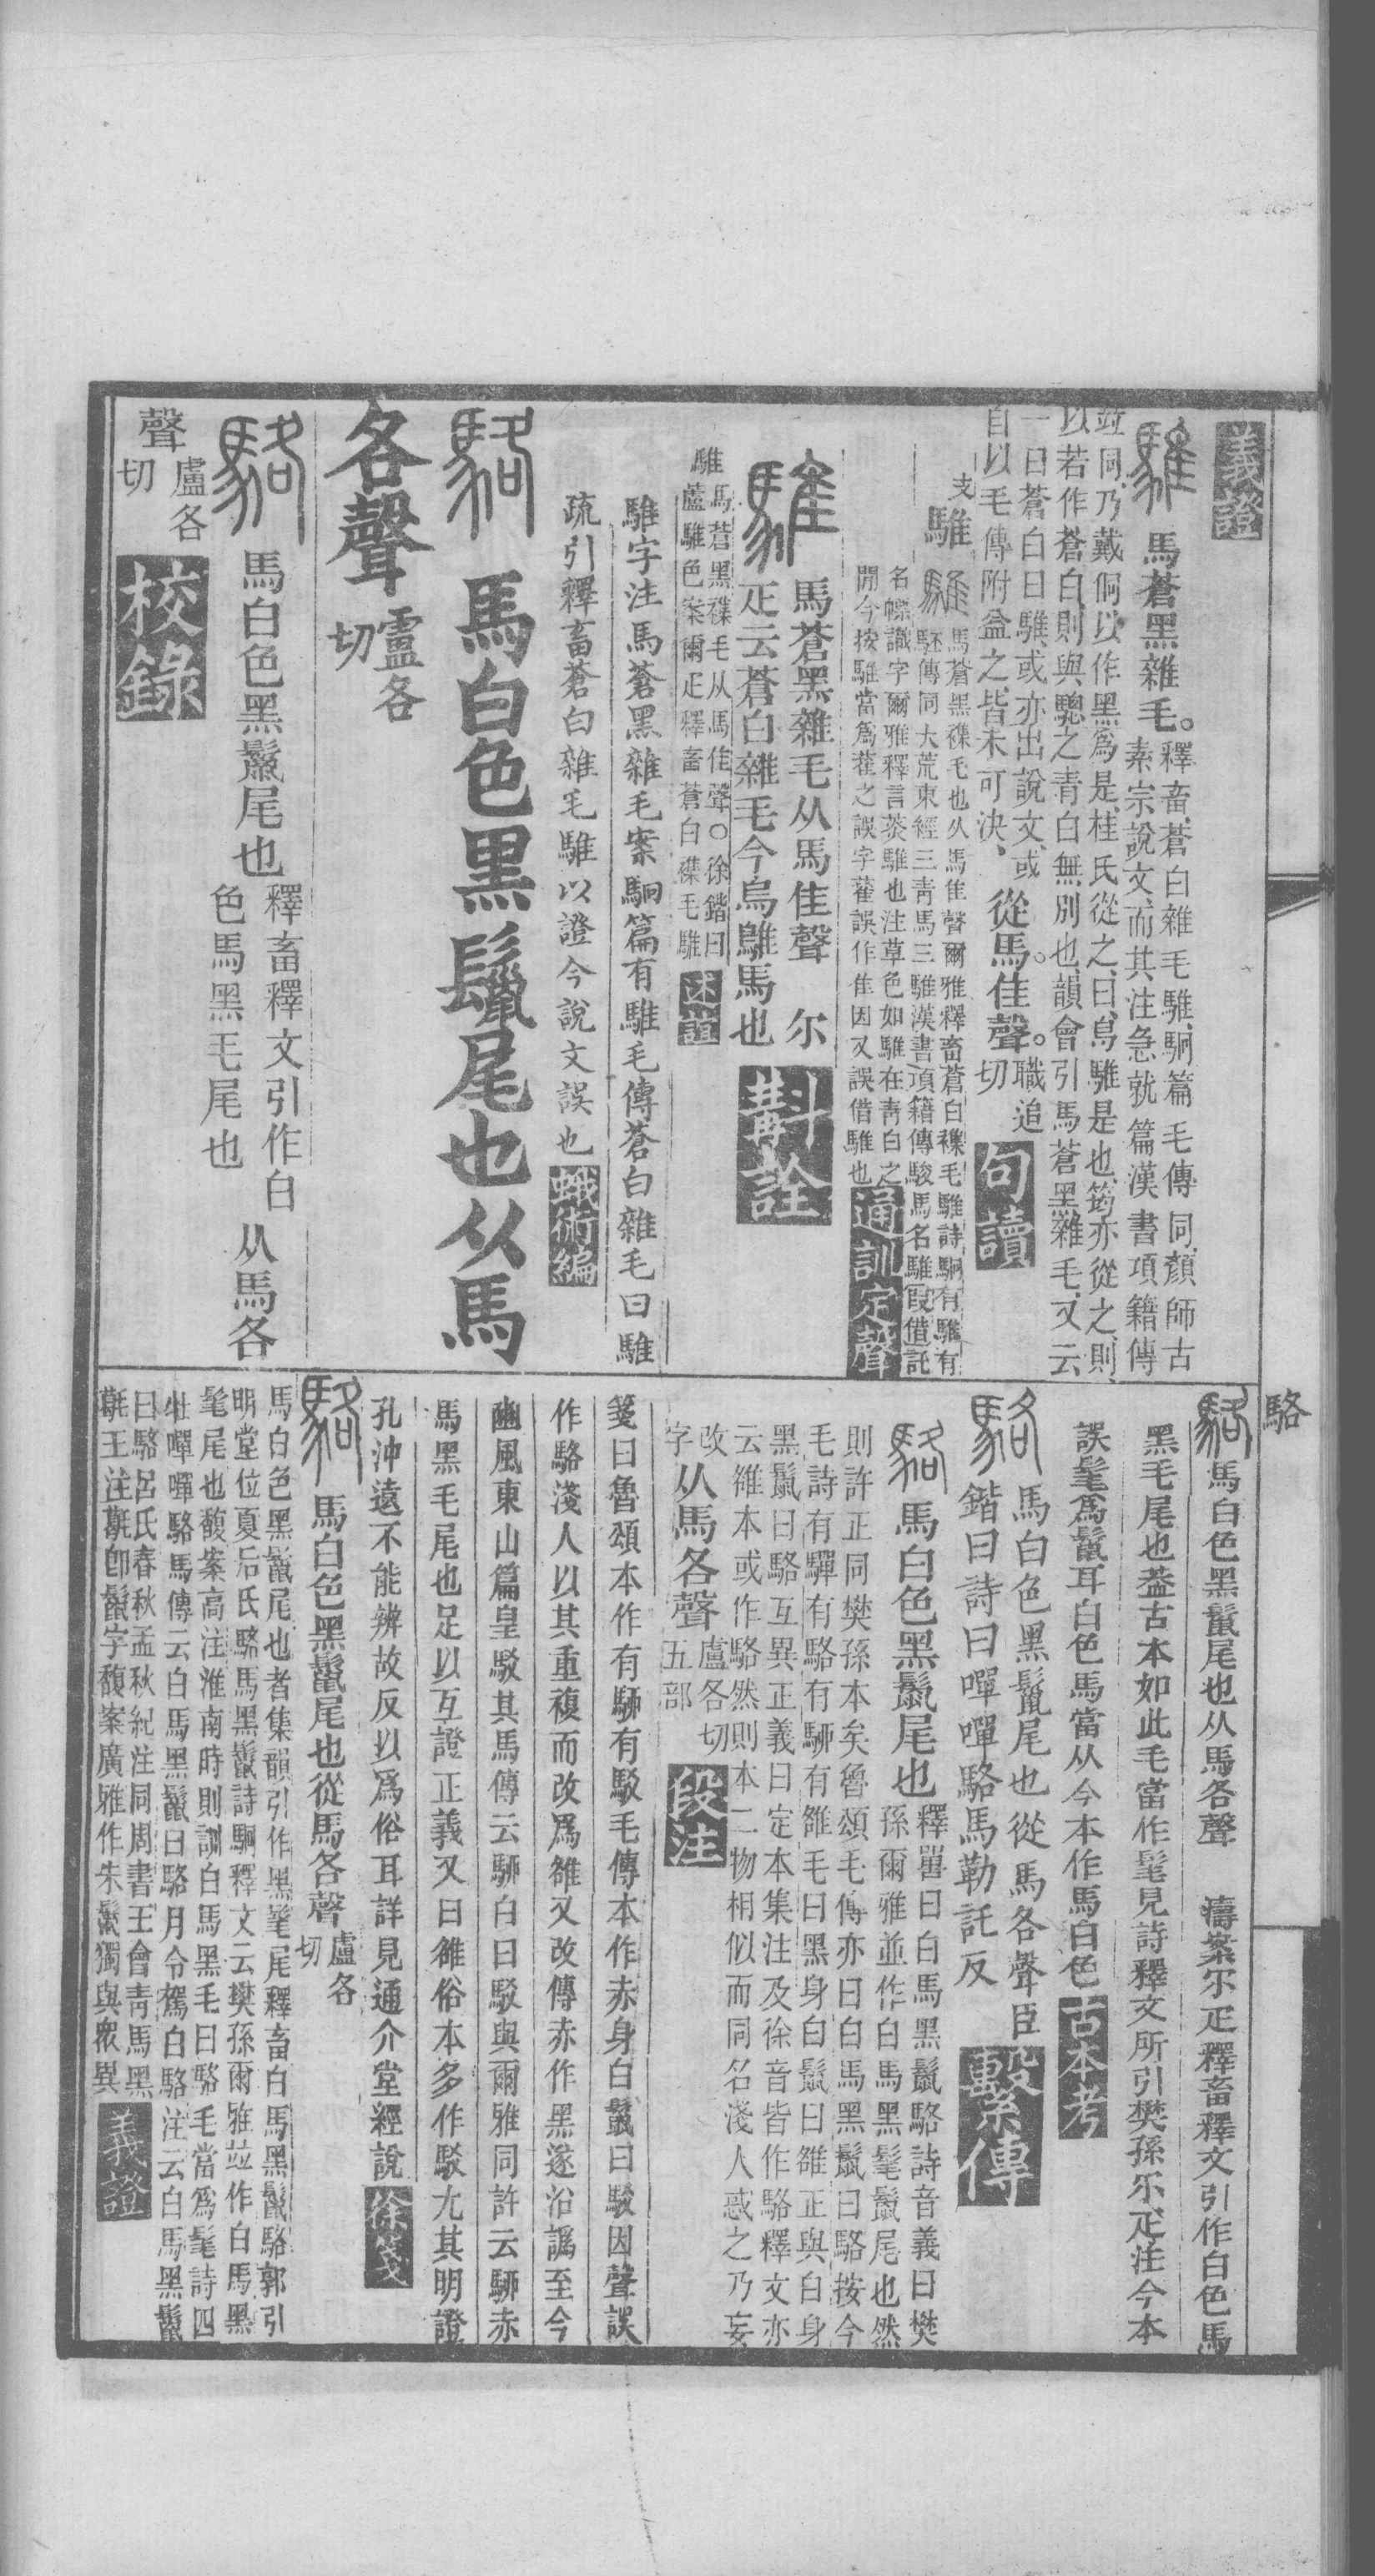 義證
騅 馬蒼黑雜毛。釋畜、蒼白雜毛騅、駉篇毛傳同、顏師古
素宗說文、而其注急就篇漢書項籍傳
竝同、乃戴侗以作黑爲是、桂氏從之、曰、烏騅是也、筠亦從之、則
以若作蒼白、則與驄之青白無別也、韻會引馬蒼黑雜毛、又云
一曰蒼白曰騅、或亦出說文、或
自以毛傳附益之、皆未可決、
從馬隹聲。職追切
句讀
支
騅 騅 馬蒼黑襍毛也从馬隹聲爾雅釋畜蒼白襍毛騅詩駉有騅有
駓傳同大荒東經三青馬三騅漢書項籍傳駿馬名騅叚借託
名幖識字爾雅釋言菼騅也注草色如騅在青白之
閒今按騅當爲萑之誤字萑誤作隹因又誤借騅也
通訓定聲
騅 馬蒼黑雜毛从馬隹聲 尒
疋云蒼白雜毛今烏騅馬也
斠詮
騅 馬蒼黑襍毛从馬隹聲○徐鍇曰
蘆騅色案爾疋釋畜蒼白襍毛騅
述誼
騅字注馬蒼黑雜毛案駉篇有騅毛傳蒼白雜毛曰騅
疏引釋畜蒼白雜毛騅以證今說文誤也
蛾術編
駱 馬白色黑鬣尾也从馬
各聲 盧各切
駱 馬白色黑鬣尾也 釋畜釋文引作白
色馬黑毛尾也 从馬各
聲 盧各切
校錄
駱
駱 馬白色黑鬣尾也从馬各聲 濤案尒疋釋畜釋文引作白色馬
黑毛尾也葢古本如此毛當作髦見詩釋文所引樊孫尒疋注今本
誤髦爲鬣耳白色馬當从今本作馬白色
古本考
駱 馬白色黑鬣尾也從馬各聲臣
鍇曰詩曰嘽嘽駱馬勒託反
繫傳
駱 馬白色黑鬣尾也 釋嘼曰白馬黑鬣駱詩音義曰樊
孫爾雅並作白馬黑髦鬣尾也然
則許正同樊孫本矣魯頌毛傳亦曰白馬黑鬣曰駱按今
毛詩有驒有駱有駵有雒毛曰黑身白鬣曰雒正與白身
黑鬣曰駱互異正義曰定本集注及徐音皆作駱釋文亦
云雒本或作駱然則本二物相似而同名淺人惑之乃妄
改字
从馬各聲 盧各切五部
段注
箋曰魯頌本作有駵有駁毛傳本作赤身白鬣曰駁因聲誤
作駱淺人以其重複而改爲雒又改傳赤作黑遂沿譌至今
豳風東山篇皇駁其馬傳云駵白曰駁與爾雅同許云駵赤
馬黑毛尾也足以互證正義又曰雒俗本多作駁尤其明證
孔沖遠不能辨故反以爲俗耳詳見通介堂經說
徐箋
駱 馬白色黑鬣尾也從馬各聲 盧各切
馬白色黑鬣尾也者集韻引作黑髦尾釋畜白馬黑鬣駱郭引
明堂位夏后氏駱馬黑鬣詩駉釋文云樊孫爾雅竝作白馬黑
髦尾也馥案高注淮南時則訓白馬黑毛曰駱毛當爲髦詩四
牡嘽嘽駱馬傳云白馬黑鬣曰駱月令駕白駱注云白馬黑鬣
曰駱呂氏春秋孟秋紀注同周書王會靑馬黑
王注卽鬣字馥案廣雅作朱鬣獨與衆異
義證